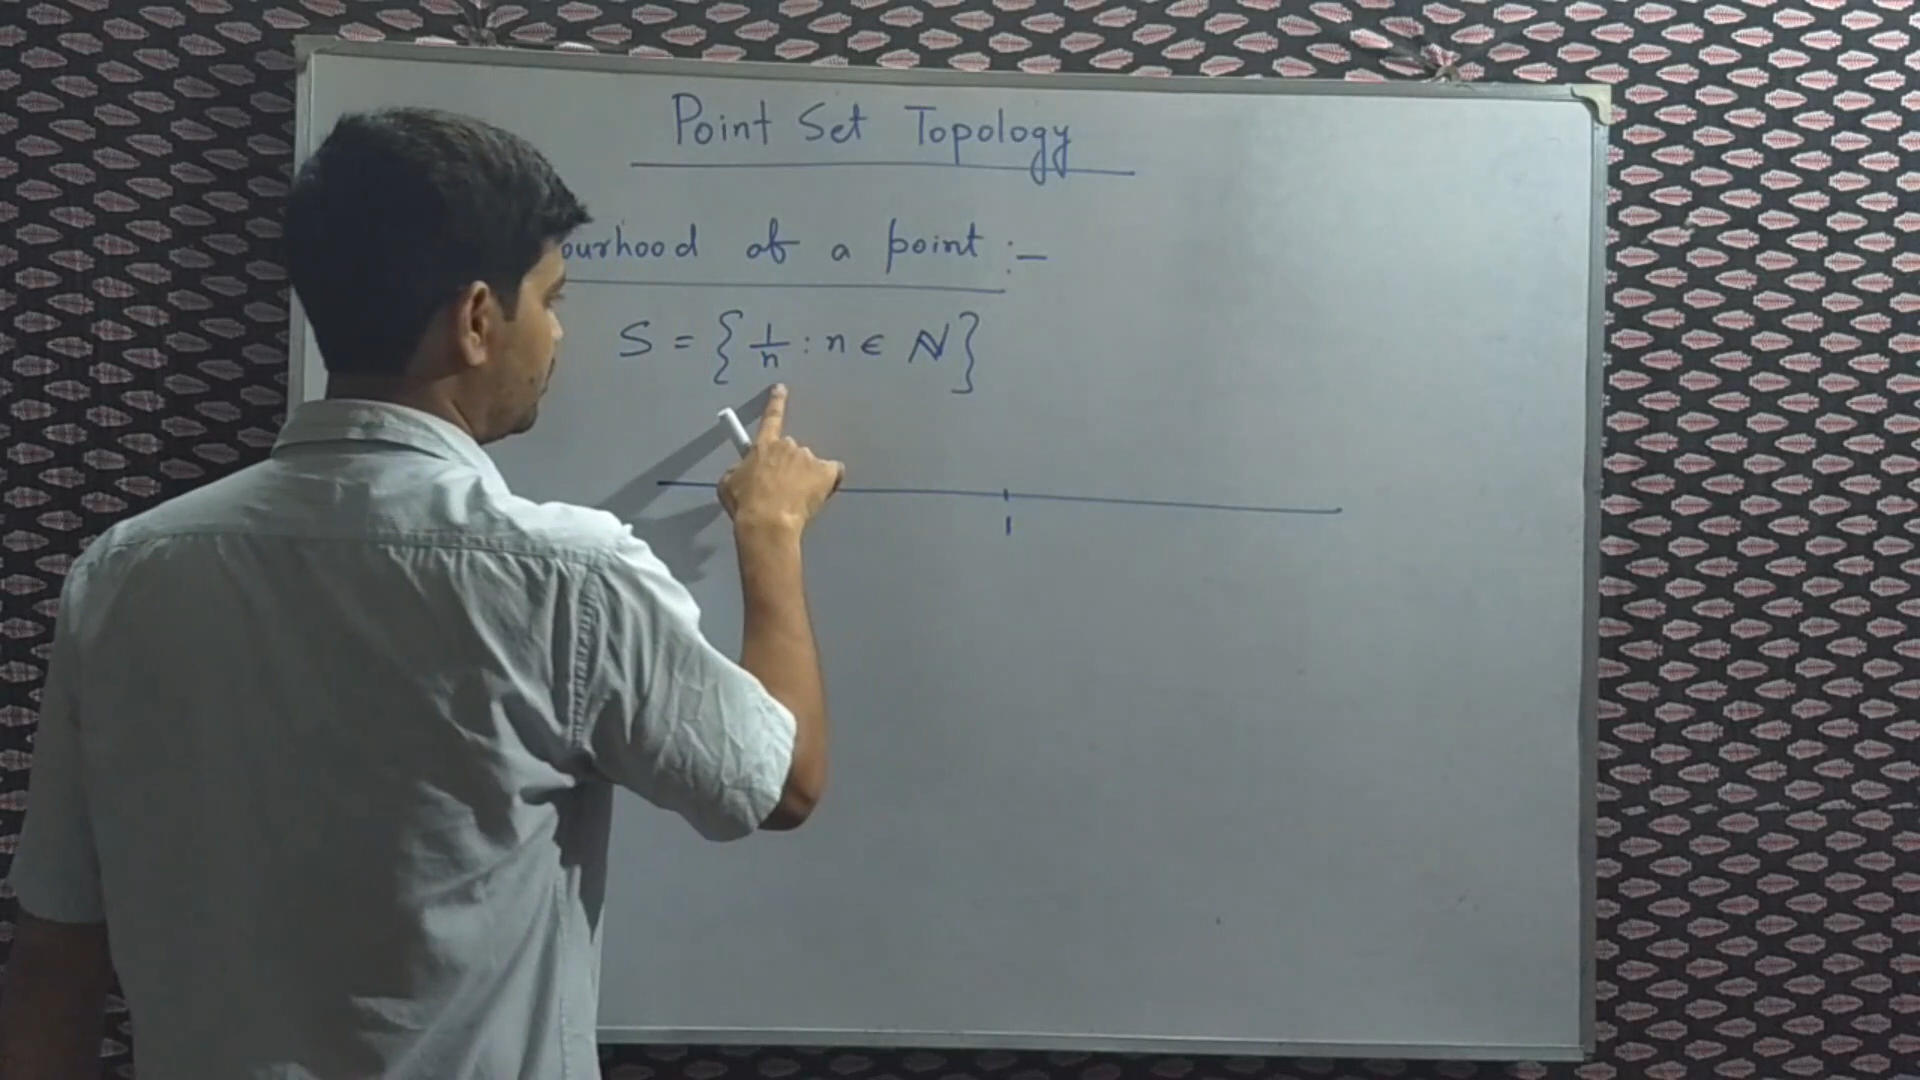 Point Set Topology
ourhood of a point :-
S = { 1/n : n ∈ ℕ }
1